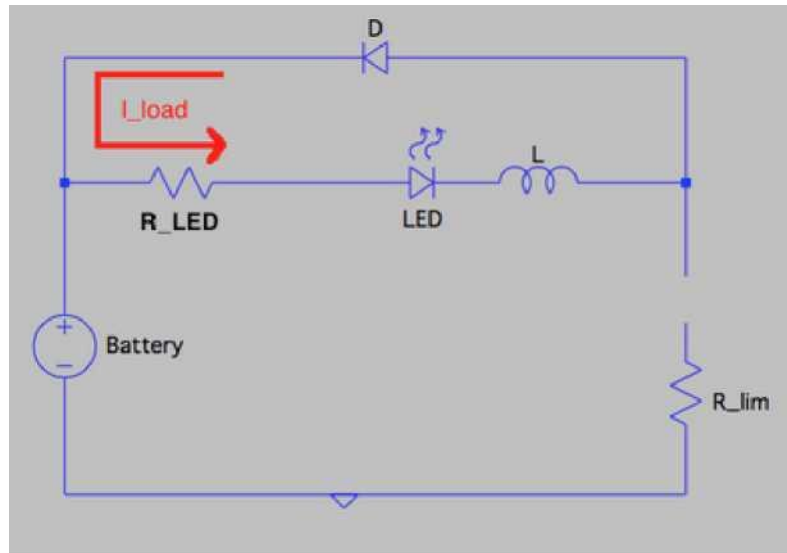 D
I_load
L
R_LED
LED
+
Battery
−
R_lim